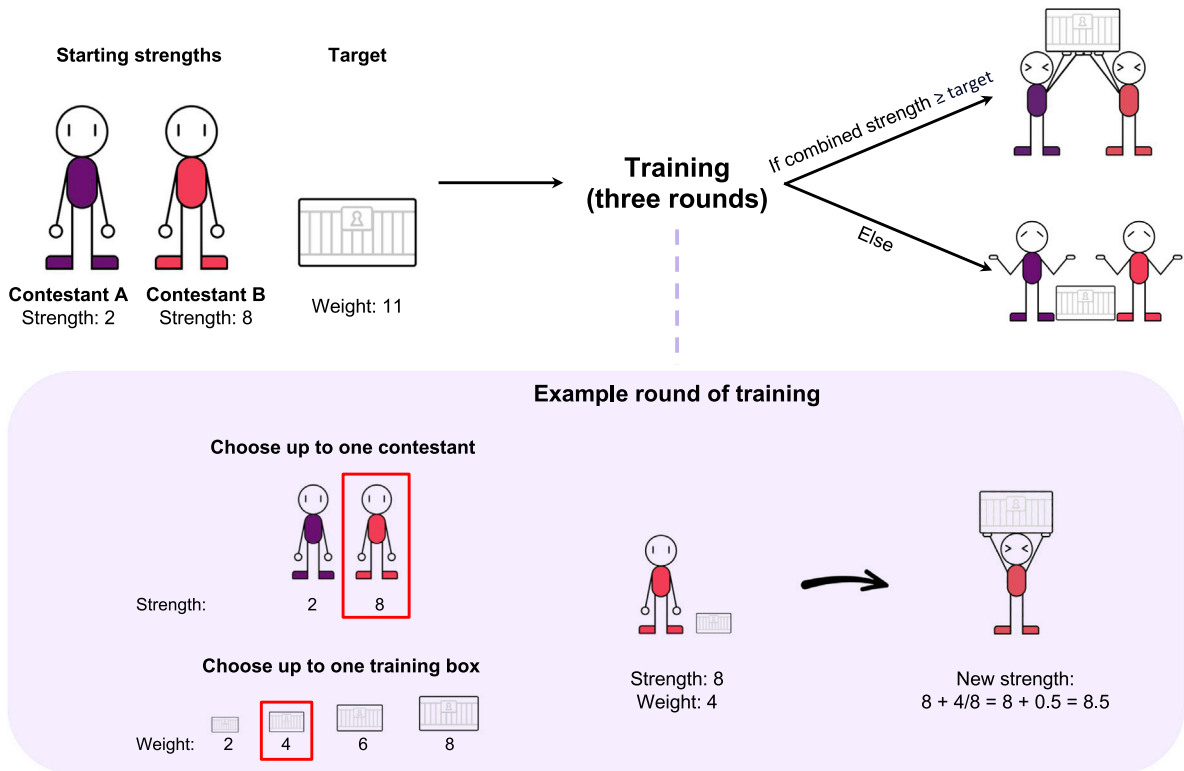 Starting strengths
Target
Contestant A
Strength: 2
Contestant B
Strength: 8
Weight: 11
Training
(three rounds)
If combined strength ≥ target
Else
Example round of training
Choose up to one contestant
Strength: 2 8
Choose up to one training box
Weight: 2 4 6 8
Strength: 8
Weight: 4
New strength:
8 + 4/8 = 8 + 0.5 = 8.5